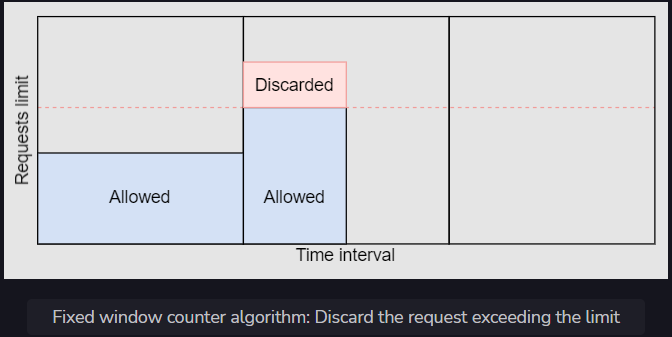 Requests limit
Discarded
Allowed
Allowed
Time interval
Fixed window counter algorithm: Discard the request exceeding the limit